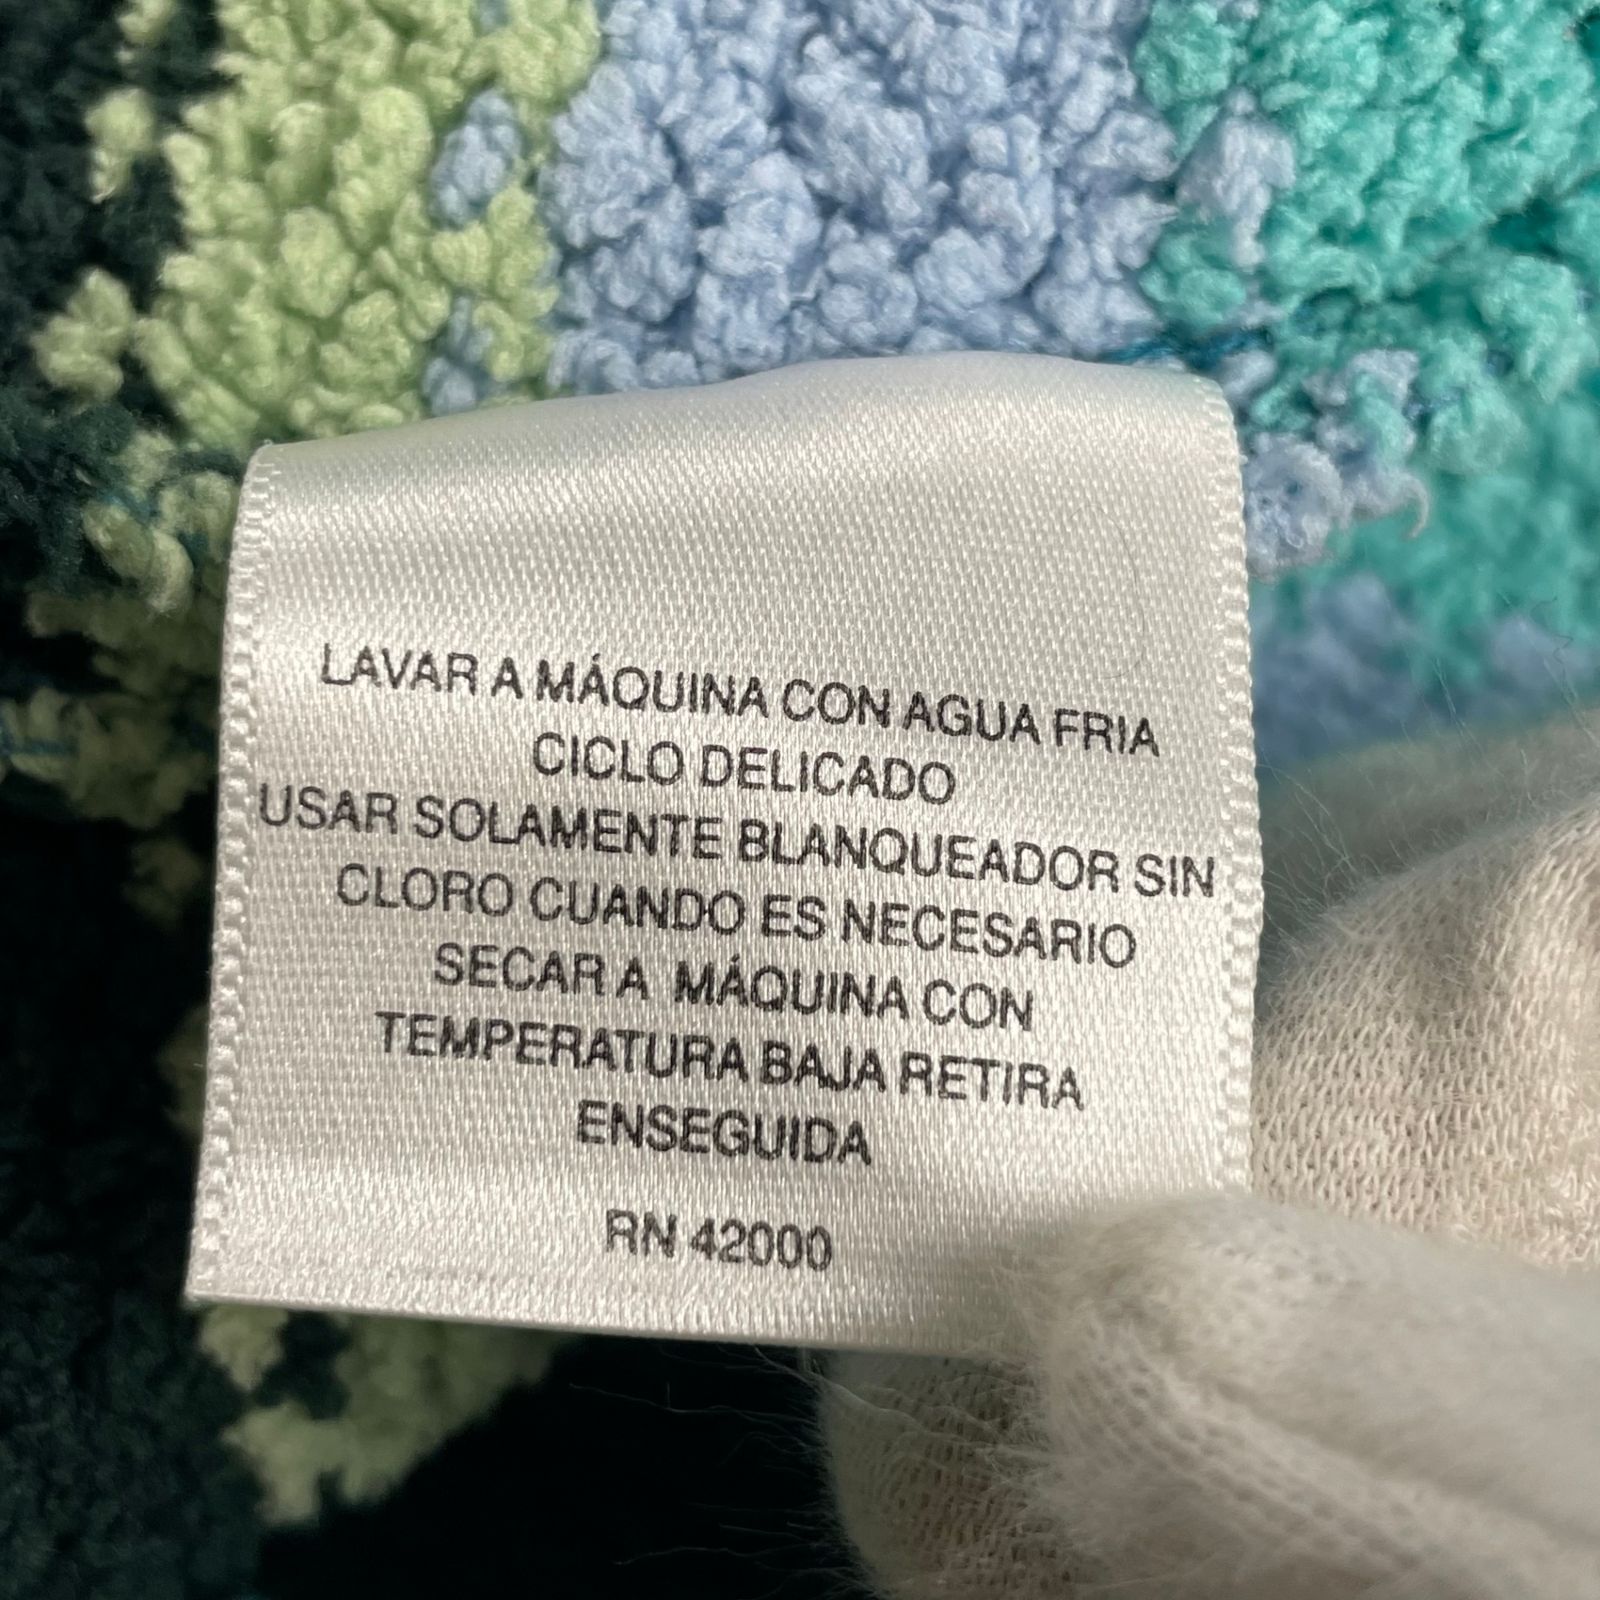 LAVAR A MÁQUINA CON AGUA FRIA
CICLO DELICADO
USAR SOLAMENTE BLANQUEADOR SIN
CLORO CUANDO ES NECESARIO
SECAR A MÁQUINA CON
TEMPERATURA BAJA RETIRA
ENSEGUIDA
RN 42000